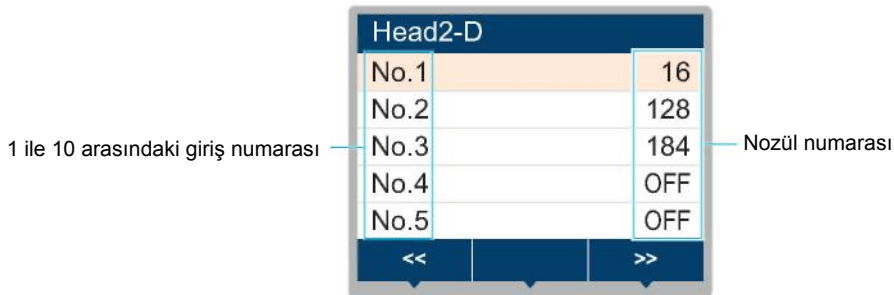 Head2-D
No.1 16
No.2 128
1 ile 10 arasındaki giriş numarası No.3 184 Nozül numarası
No.4 OFF
No.5 OFF
<< >>